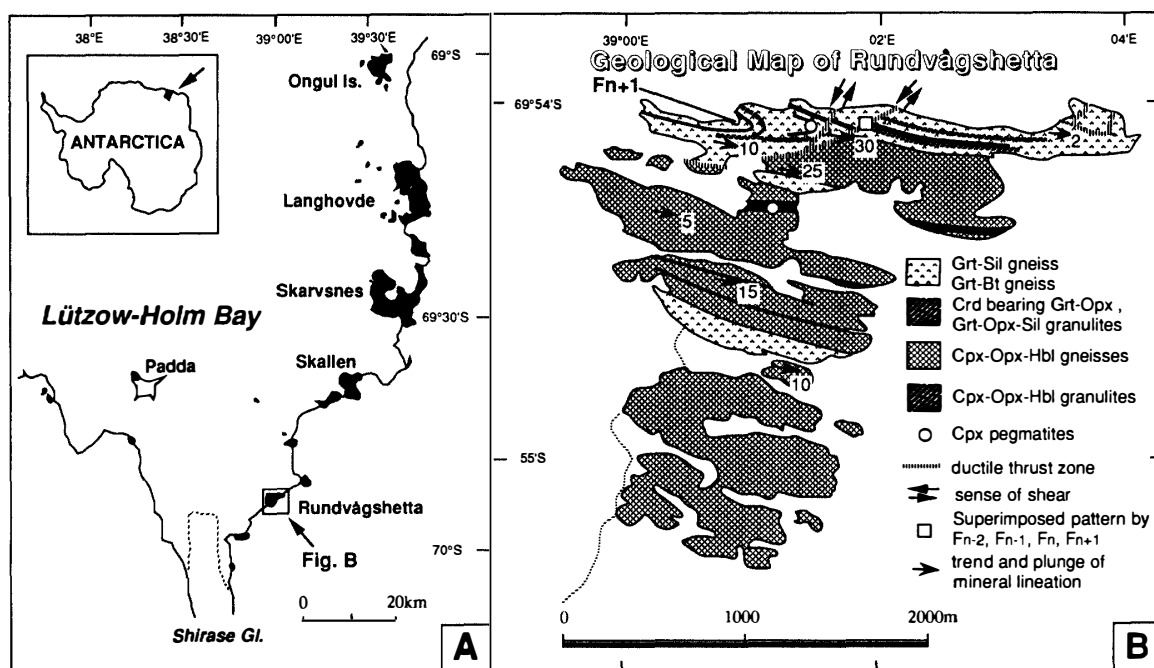 38°E
38°30'E
39°00'E
39°30'E
69°S
Ongul Is.
ANTARCTICA
Langhovde
Skarvsnes
69°30'S
Lützow-Holm Bay
Padda
Skallen
Rundvågshetta
Fig. B
70°S
0 20km
Shirase Gl.
A
39°00'E
02'E
04'E
Geological Map of Rundvågshetta
Fn+1
69°54'S
10
30
2
25
5
15
10
Grt-Sil gneiss
Grt-Bt gneiss
Crd bearing Grt-Opx ,
Grt-Opx-Sil granulites
Cpx-Opx-Hbl gneisses
Cpx-Opx-Hbl granulites
Cpx pegmatites
ductile thrust zone
sense of shear
Superimposed pattern by
Fn-2, Fn-1, Fn, Fn+1
trend and plunge of
mineral lineation
55'S
0 1000 2000m
B